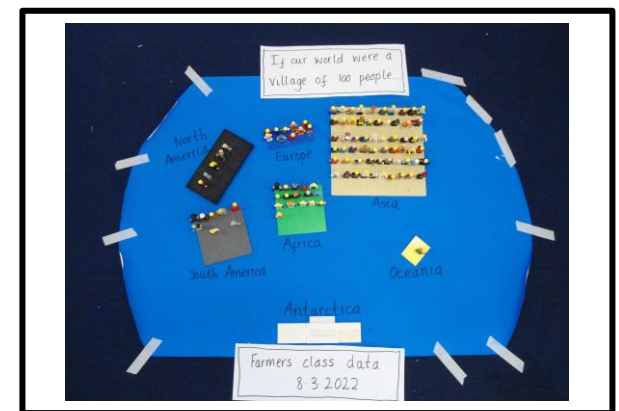 If our world were a
village of 100 people...
North
America
Europe
Asia
Africa
South America
Oceania
Antarctica
Farmers class data
8.3.2022